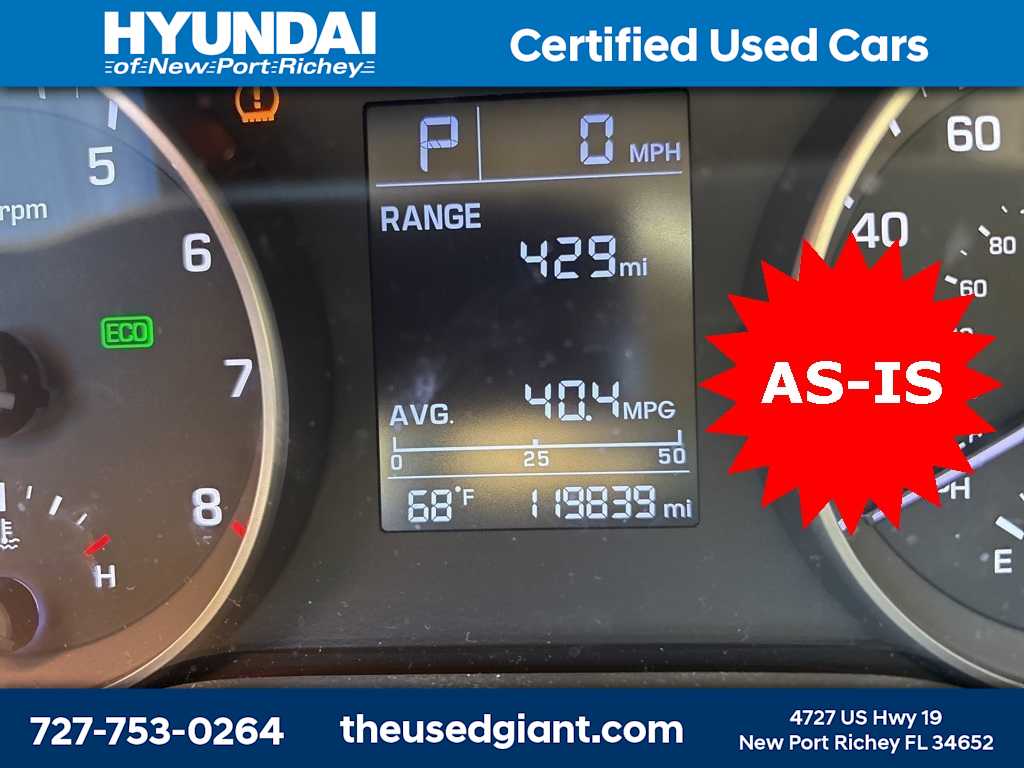 HYUNDAI
of New Port Richey
Certified Used Cars
P 0 MPH
RANGE
429 mi
AVG. 40.4 MPG
0 25 50
68°F 119839 mi
5
rpm
6
ECO
7
8
H
60
40
80
60
AS-IS
E
727-753-0264
theusedgiant.com
4727 US Hwy 19
New Port Richey FL 34652